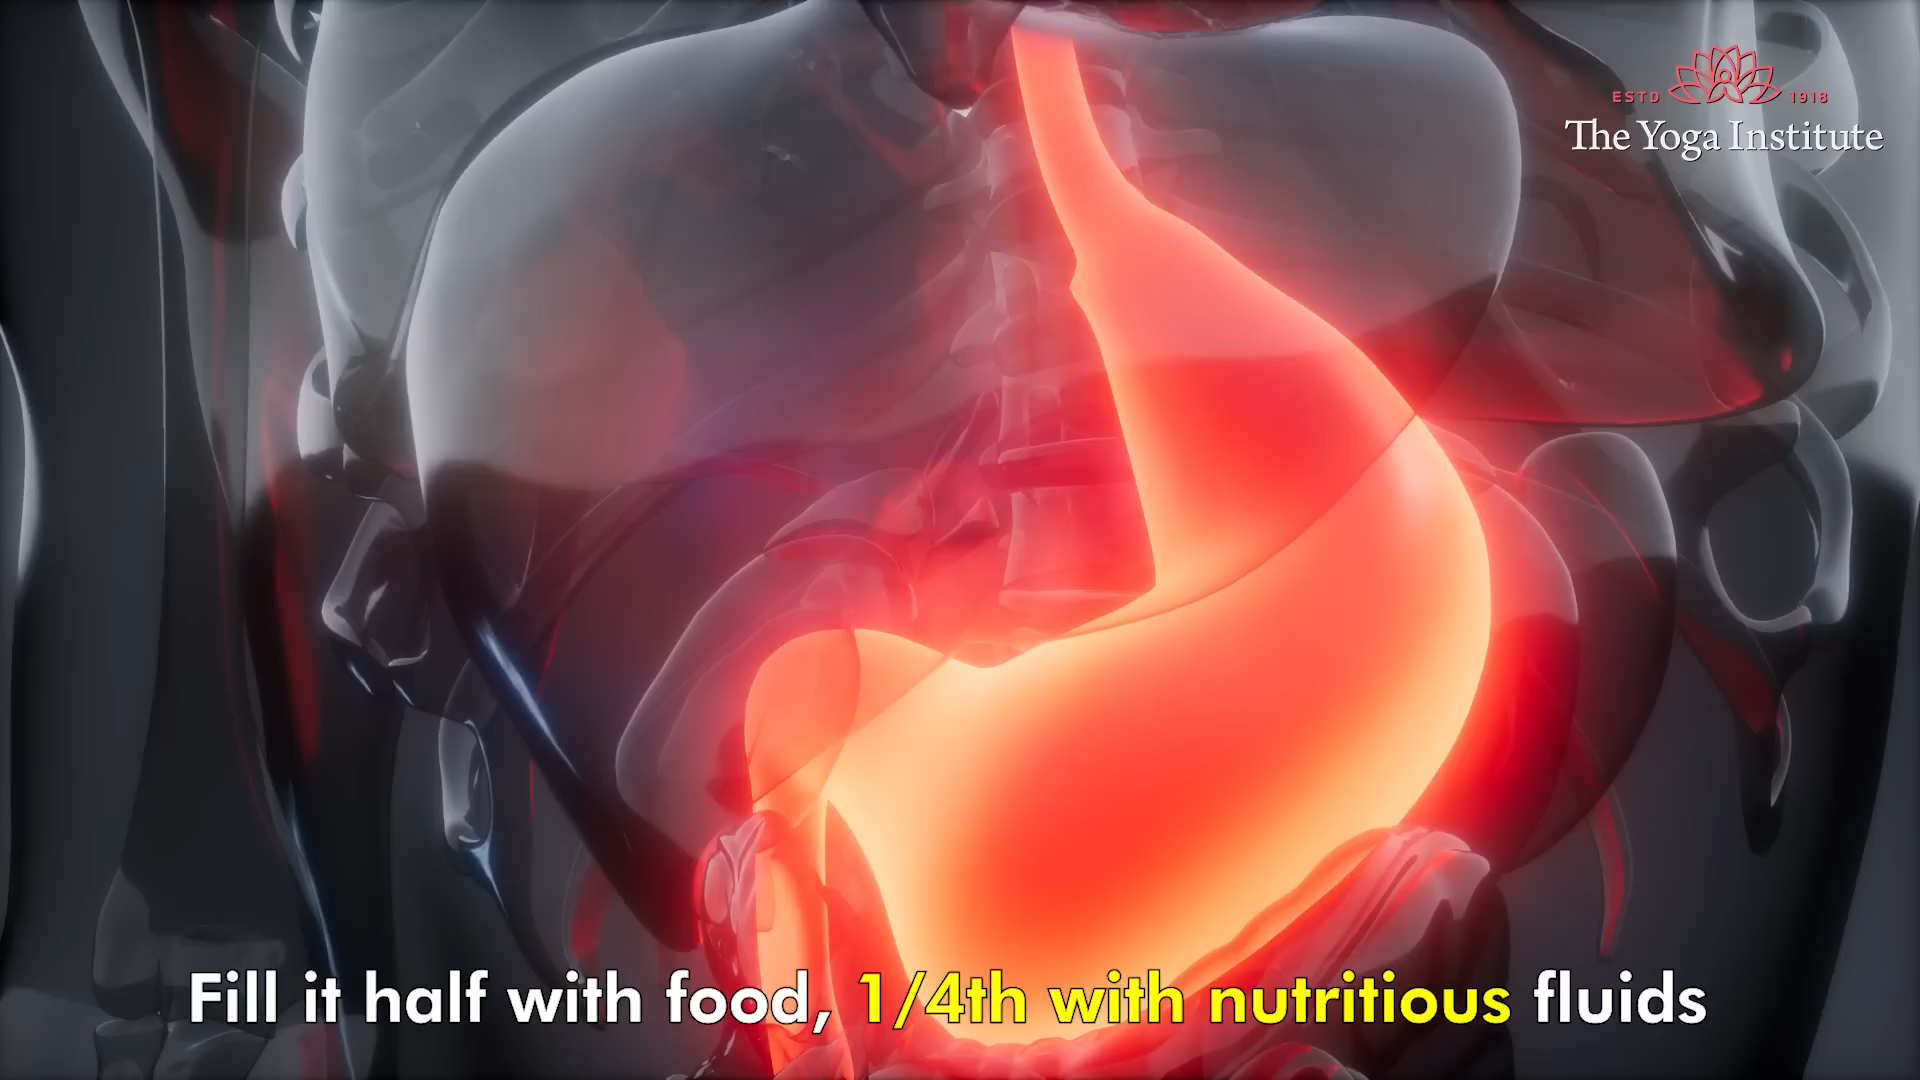 ESTD 1918
The Yoga Institute
Fill it half with food, 1/4th with nutritious fluids